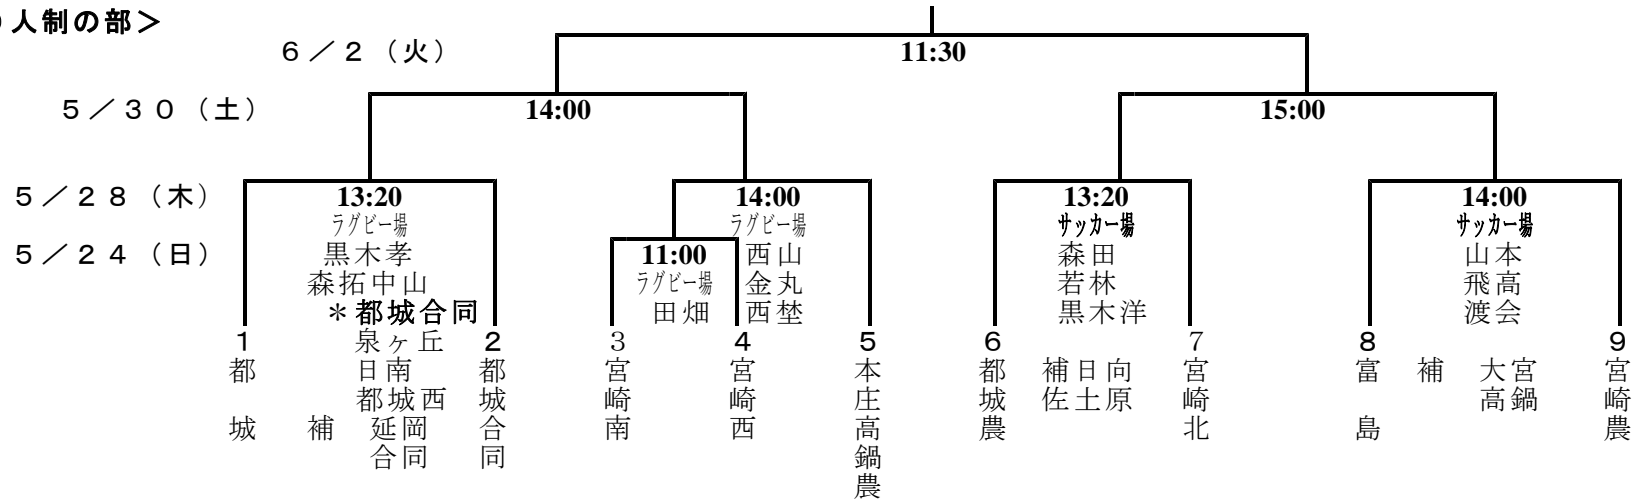 人制の部＞
６／２（火） 11:30
５／３０（土） 14:00 15:00
５／２８（木） 13:20 14:00 13:20 14:00
ラグビー場 ラグビー場 サッカー場 サッカー場
５／２４（日） 黒木孝 11:00 西山 森田 山本
森拓中山 ラグビー場 金丸 若林 飛高
＊都城合同 田畑 西埜 黒木洋 渡会
1 泉ヶ丘 2 3 4 5 6 7 8 9
都城
日南
都城西
補 延岡
合同
都城合同
宮崎南
宮崎西
本庄高鍋農
都城農
補日向
佐土原
宮崎北
富島
補 大宮
高鍋
宮崎農